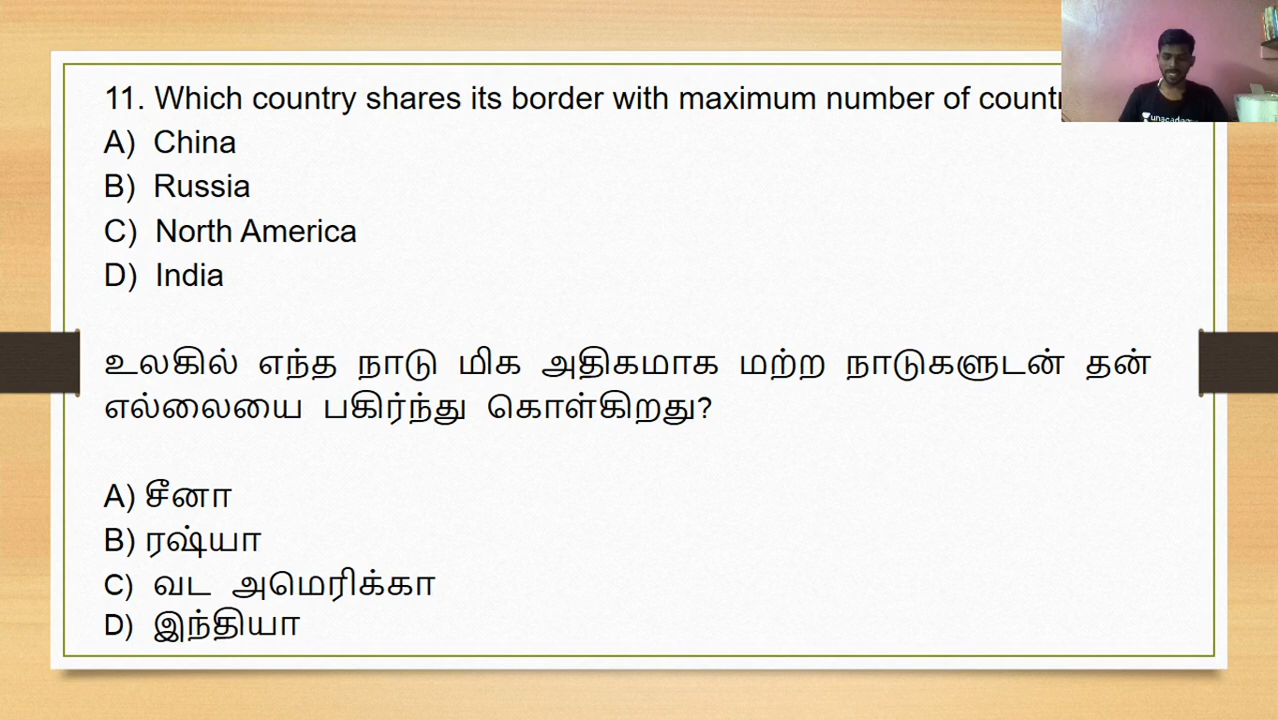 11. Which country shares its border with maximum number of
A) China
B) Russia
C) North America
D) India
உலகில் எந்த நாடு மிக அதிகமாக மற்ற நாடுகளுடன் தன்
எல்லையை பகிர்ந்து கொள்கிறது?
A) சீனா
B) ரஷ்யா
C) வட அமெரிக்கா
D) இந்தியா